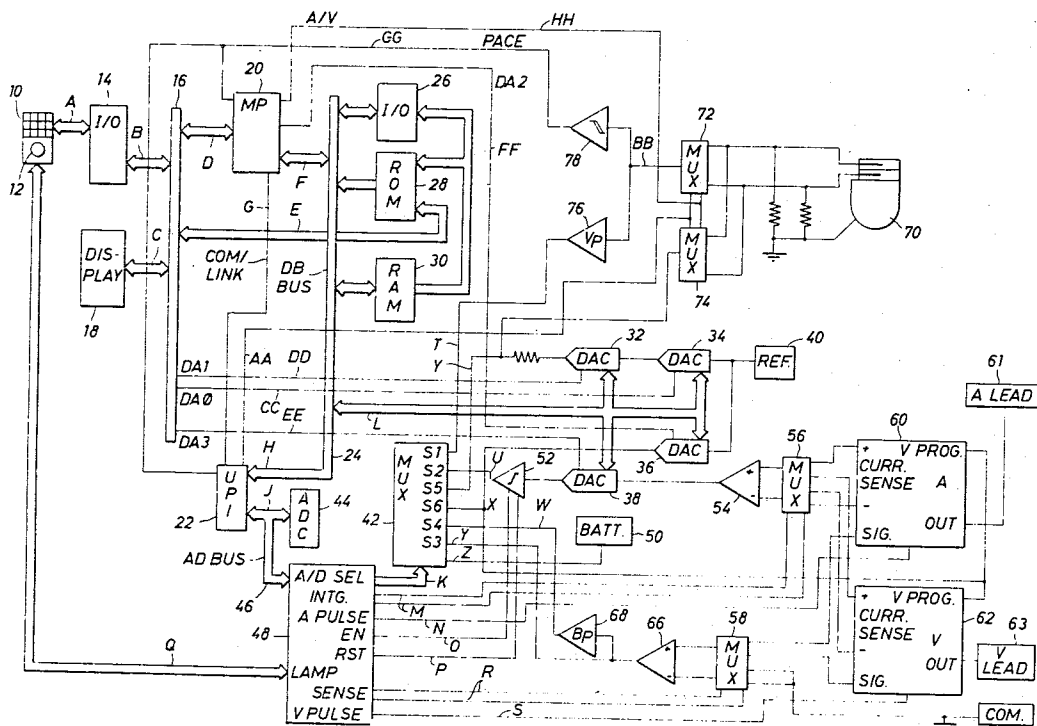 A/V
HH
GG
PACE
20
26
DA2
14
16
MP
I/O
72
10
A
I/O
B
MUX
BB
D
78
FF
F
ROM
28
12
76
VP
G
E
MUX
70
C
30
DIS-
PLAY
COM/
LINK
DB
BUS
RAM
74
18
T
32
34
40
Y
DAC
DAC
REF.
61
AA
DD
DA1
A LEAD
DAØ
CC
EE
L
56
60
DA3
S1
DAC
+
V PROG.
H
24
MUX
S2
U
52
36
MUX
CURR.
SENSE
A
UPI
J
ADC
44
S5
DAC
+
-
54
-
22
42
S6
X
38
W
OUT
S4
Y
BATT.
50
SIG.
AD BUS
S3
Z
A/D SEL
K
46
INTG.
M
+
V PROG.
62
A PULSE
N
68
58
CURR.
SENSE
48
EN
O
BP
66
+
V
63
Q
RST
P
-
MUX
-
OUT
V
LEAD
LAMP
R
SIG.
SENSE
V PULSE
S
COM.